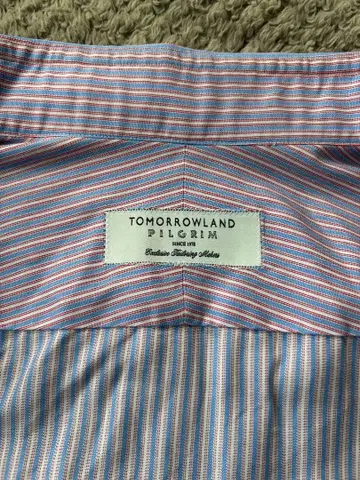 TOMORROWLAND
PILGRIM
SINCE 1978
Exclusive Tailoring Makers